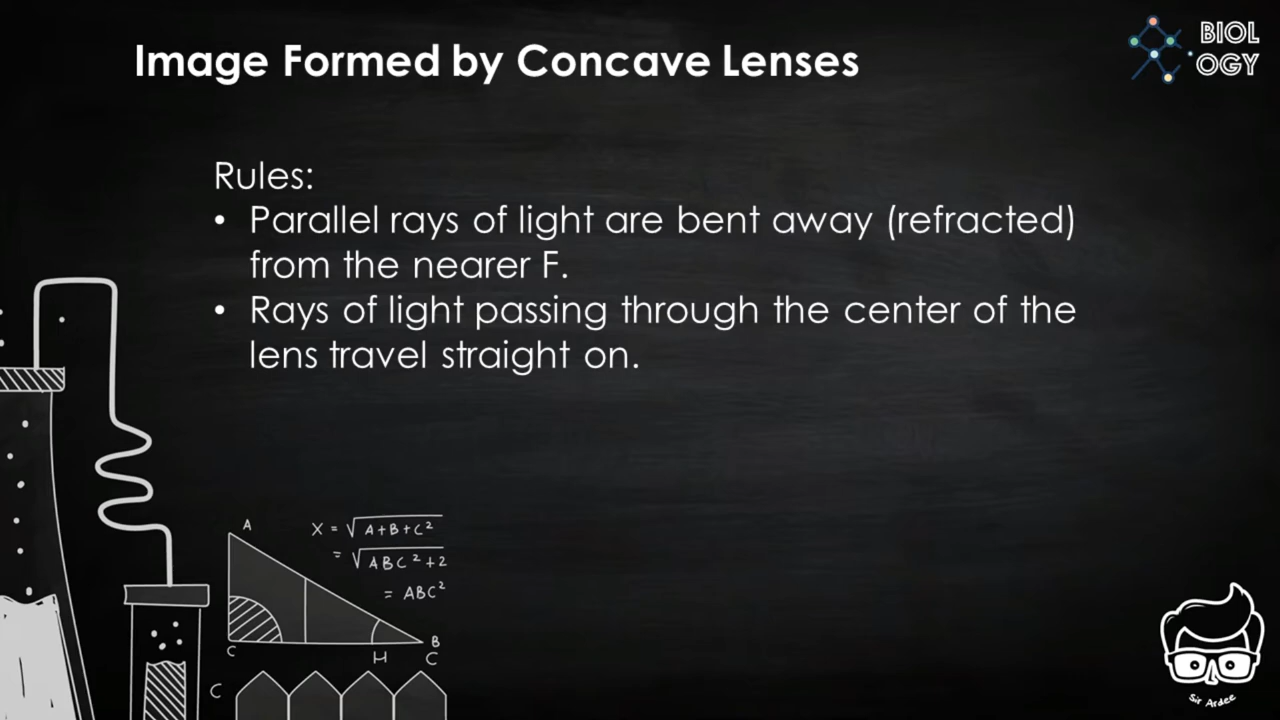 Image Formed by Concave Lenses
BIOL
OGY
Rules:
• Parallel rays of light are bent away (refracted)
from the nearer F.
• Rays of light passing through the center of the
lens travel straight on.
A
X = √A+B+C²
= √ABC²+2
= ABC²
C
H
B
C
C
Sir Ardee